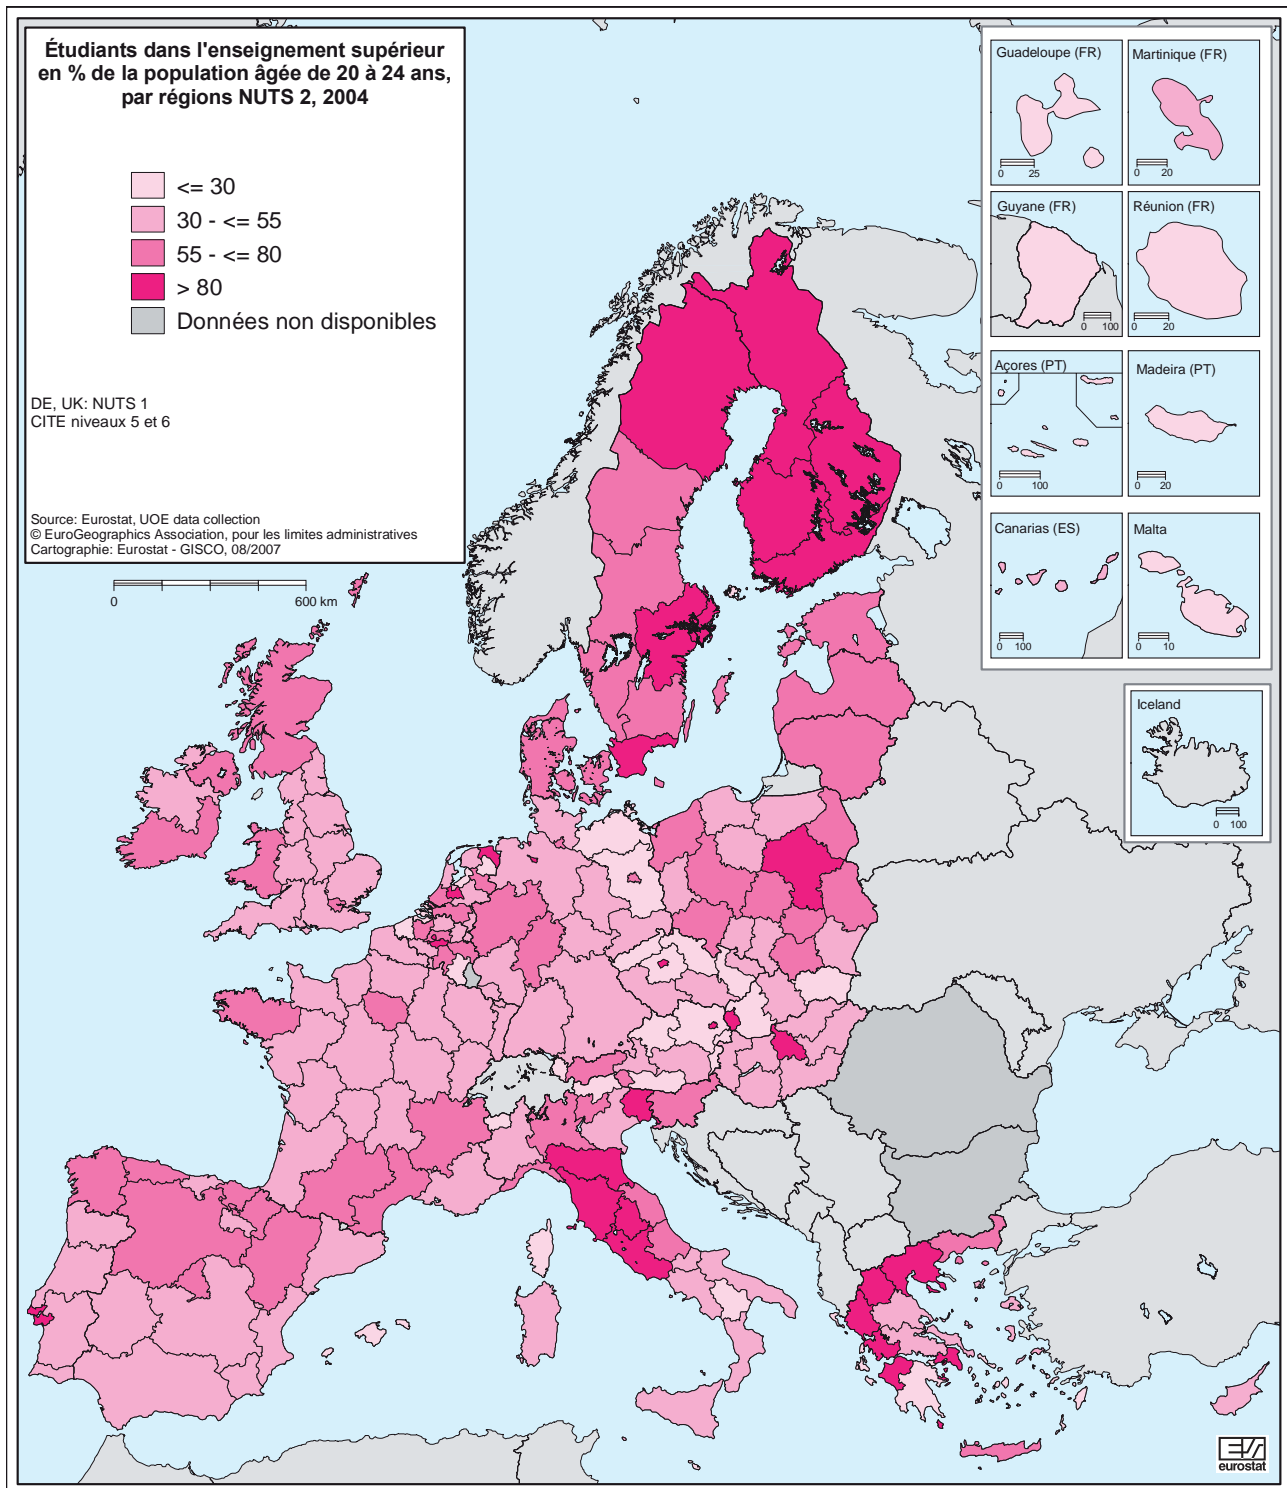 Étudiants dans l'enseignement supérieur
en % de la population âgée de 20 à 24 ans,
par régions NUTS 2, 2004
<= 30
30 - <= 55
55 - <= 80
> 80
Données non disponibles
DE, UK: NUTS 1
CITE niveaux 5 et 6
Source: Eurostat, UOE data collection
© EuroGeographics Association, pour les limites administratives
Cartographie: Eurostat - GISCO, 08/2007
0 600 km
Guadeloupe (FR)
0 25
Martinique (FR)
0 20
Guyane (FR)
0 100
Réunion (FR)
0 20
Açores (PT)
0 100
Madeira (PT)
0 20
Canarias (ES)
0 100
Malta
0 10
Iceland
0 100
eurostat